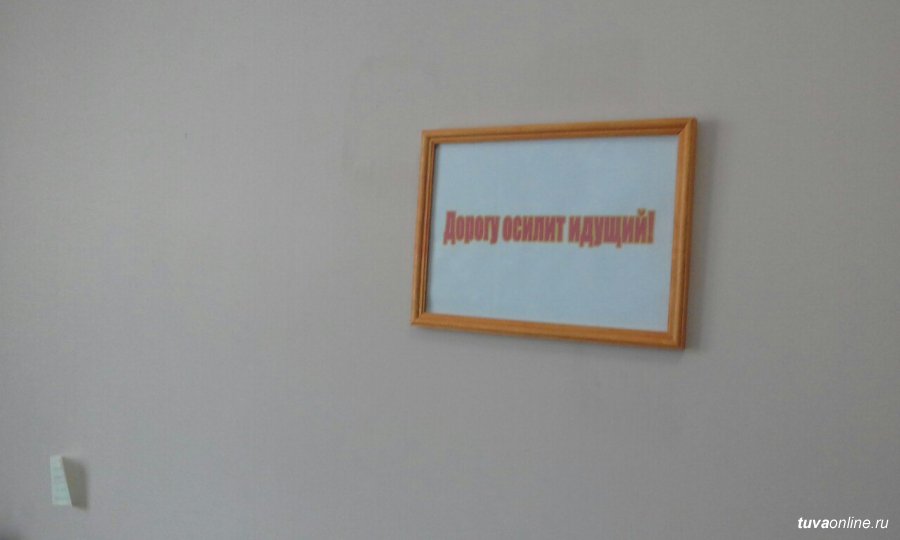 Дорогу осилит идущий!
tuvaonline.ru